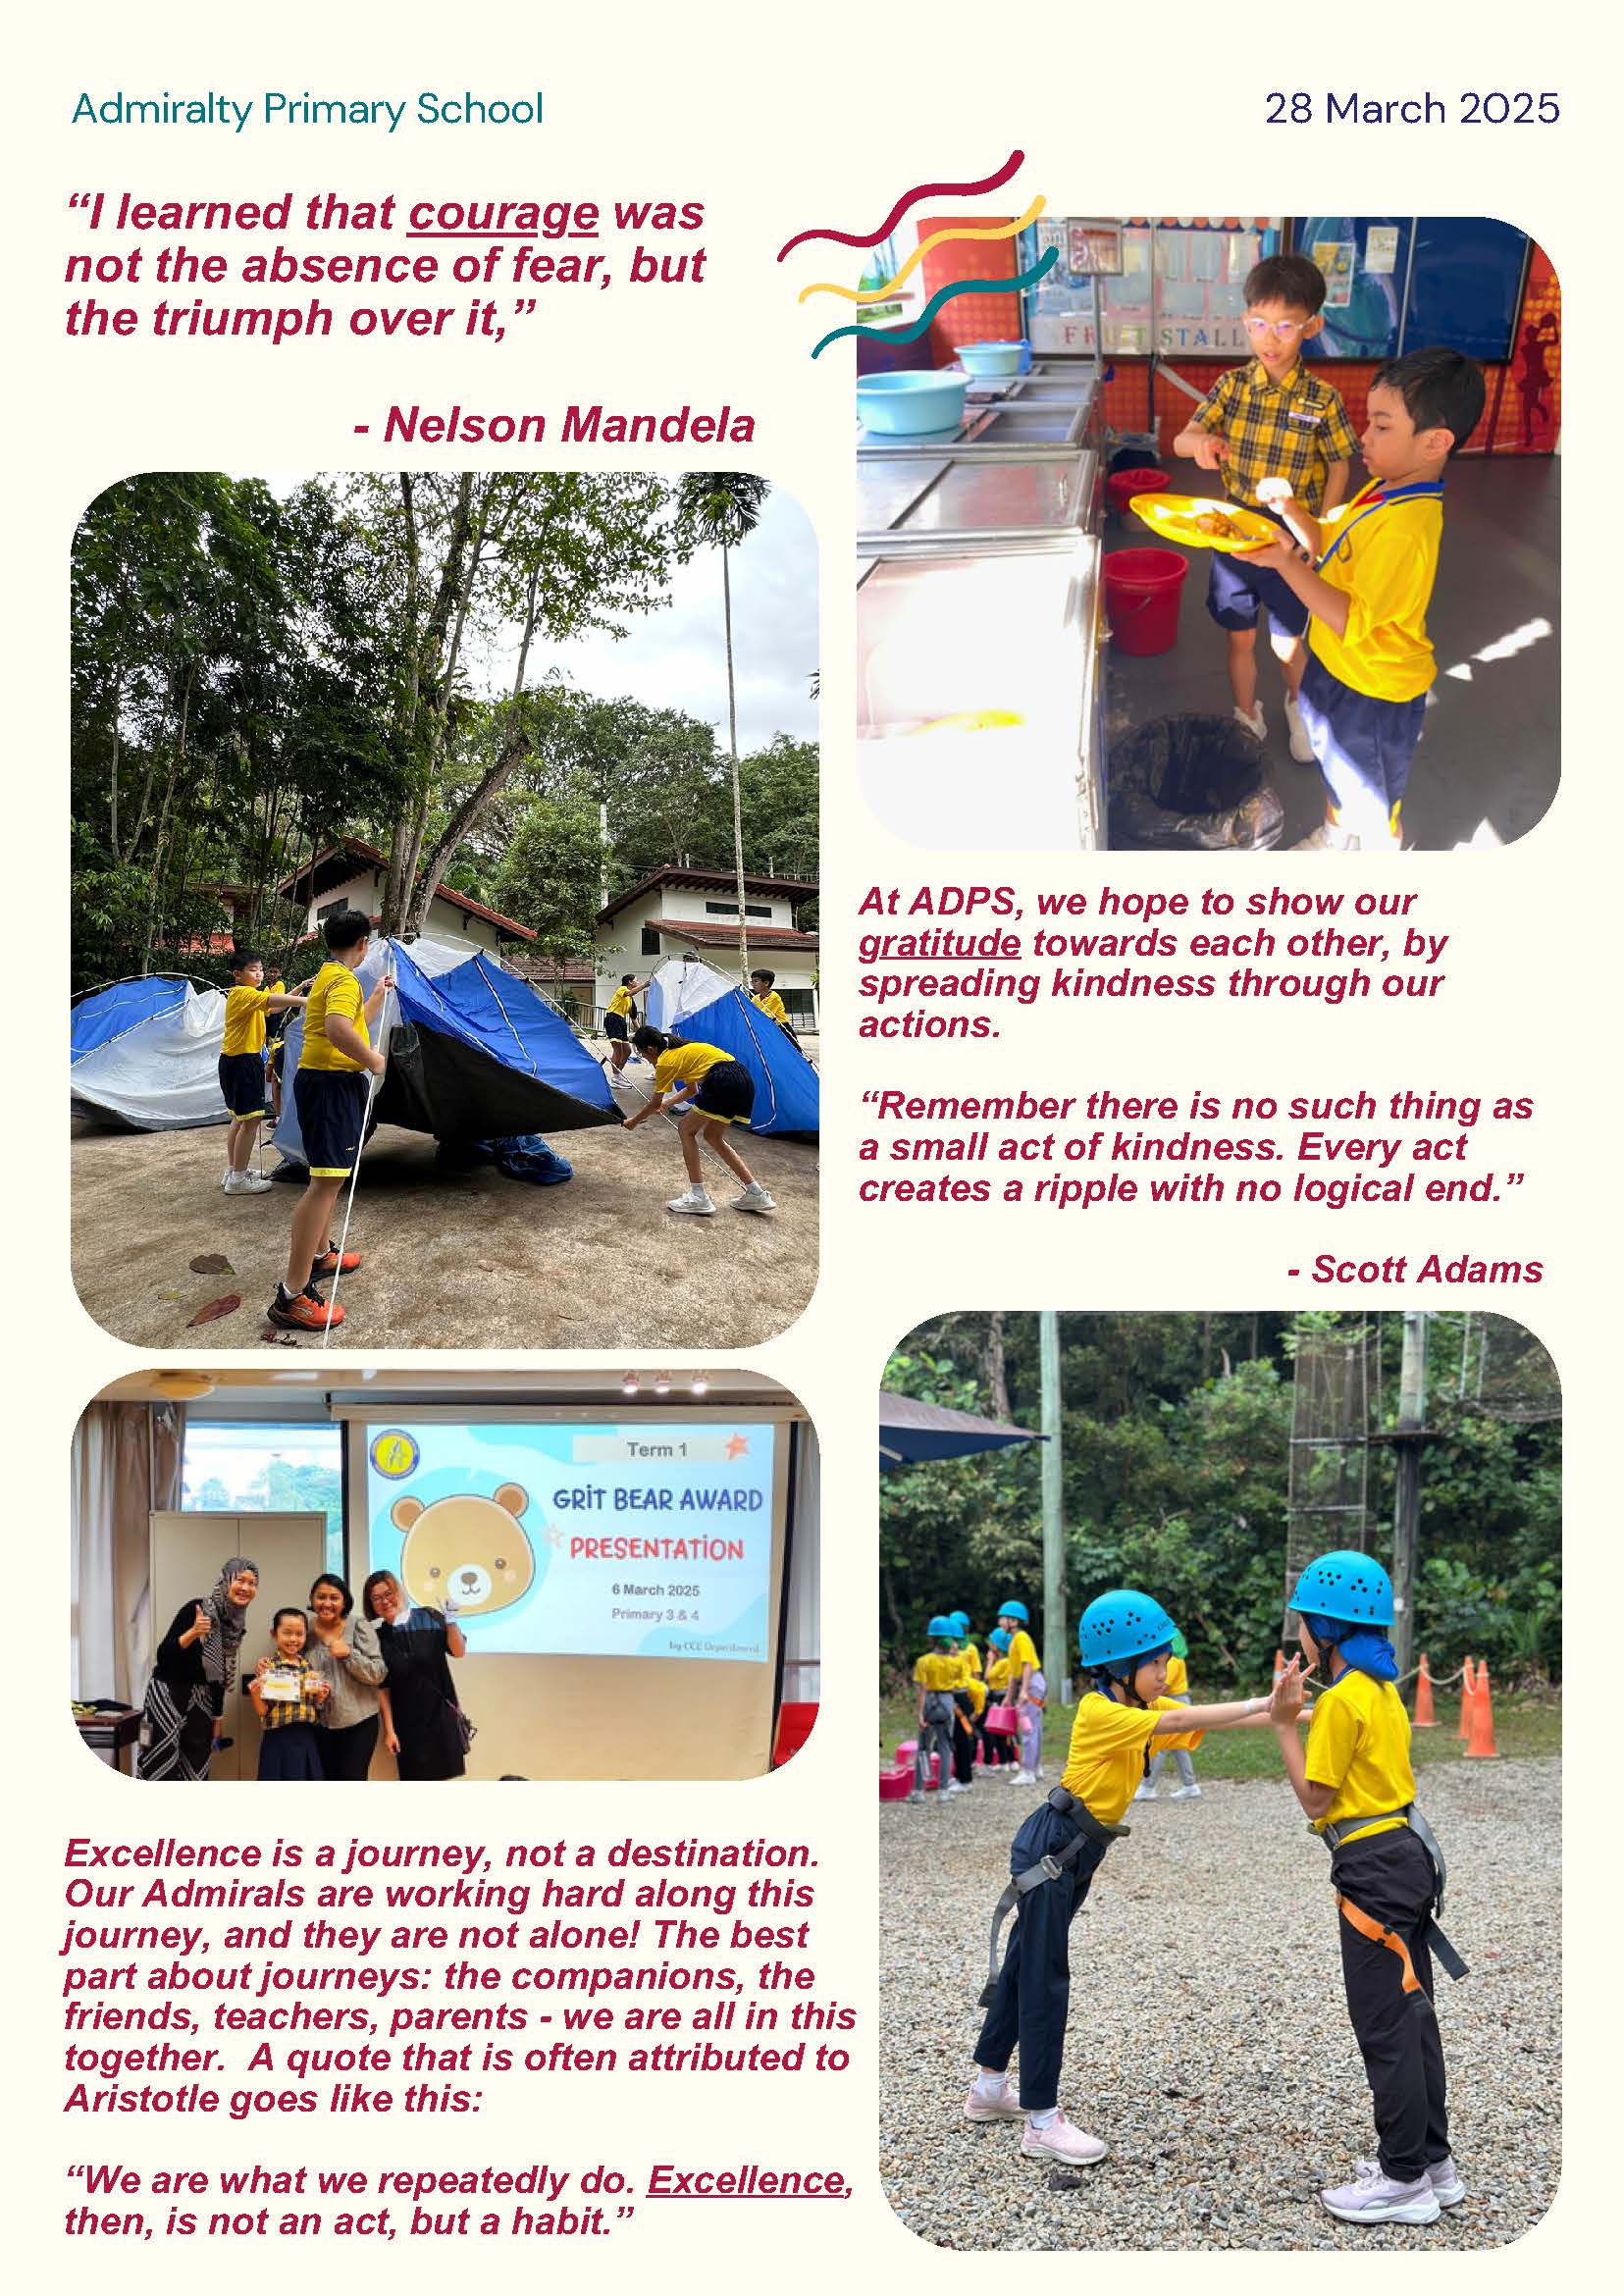 Admiralty Primary School
28 March 2025
“I learned that courage was
not the absence of fear, but
the triumph over it,”
- Nelson Mandela
FRUIT STALL
At ADPS, we hope to show our
gratitude towards each other, by
spreading kindness through our
actions.
“Remember there is no such thing as
a small act of kindness. Every act
creates a ripple with no logical end.”
- Scott Adams
Term 1
GRIT BEAR AWARD
PRESENTATION
6 March 2025
Primary 3 & 4
by CCE Department
Excellence is a journey, not a destination.
Our Admirals are working hard along this
journey, and they are not alone! The best
part about journeys: the companions, the
friends, teachers, parents - we are all in this
together.  A quote that is often attributed to
Aristotle goes like this:
“We are what we repeatedly do. Excellence,
then, is not an act, but a habit.”